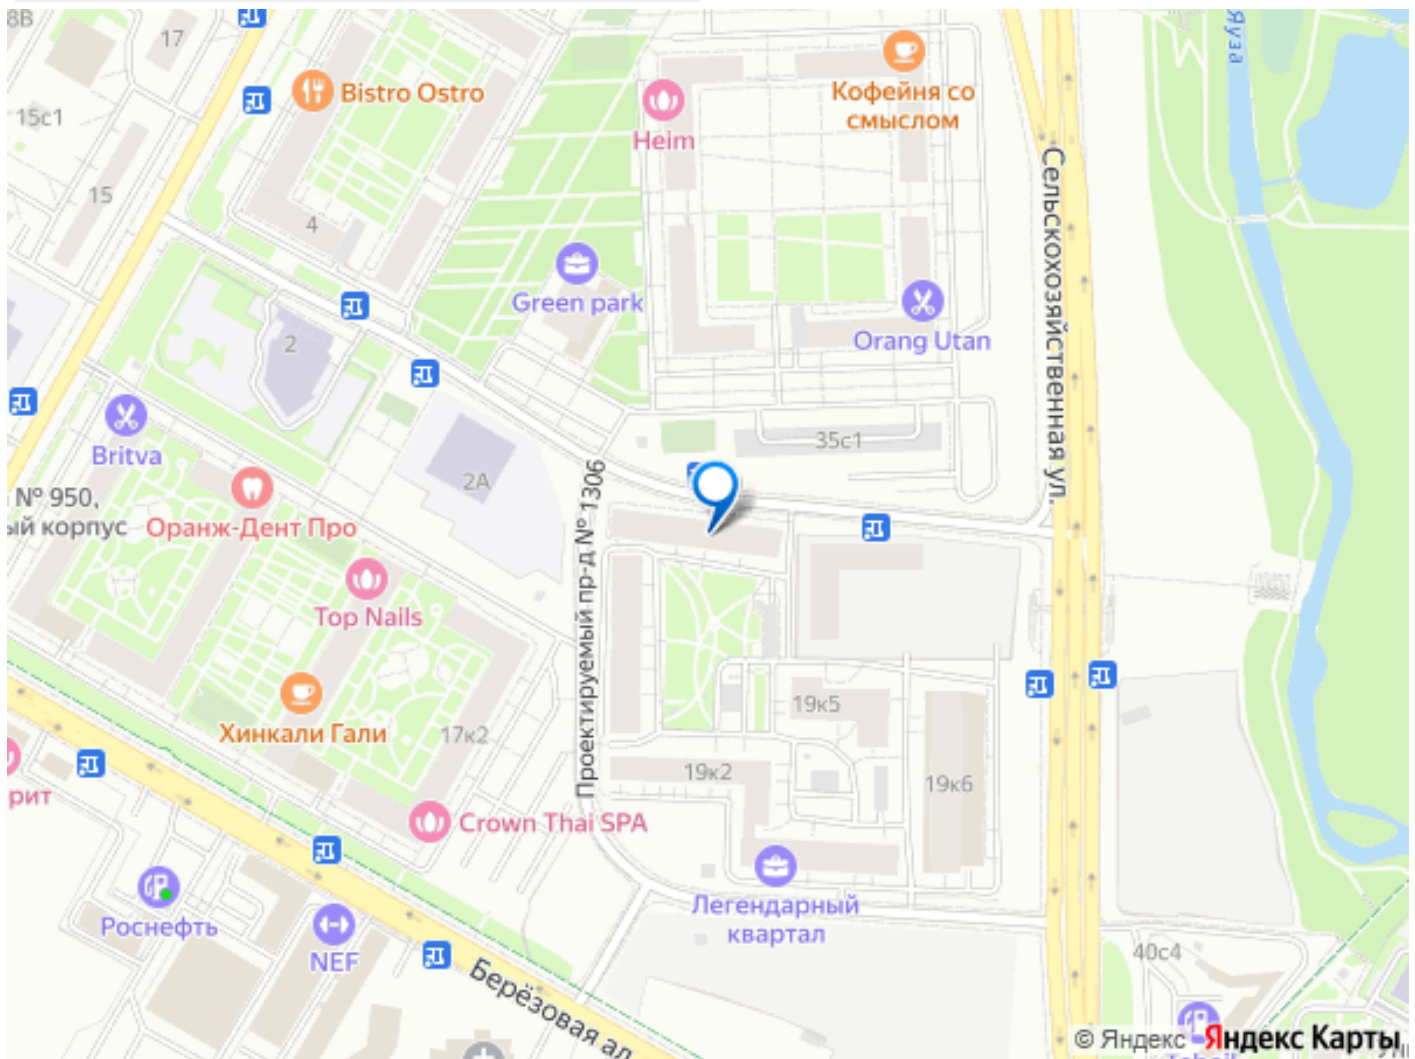 8В
17
Bistro Ostro
15с1
15
4
Heim
Кофейня со
смыслом
Яуза
Сельскохозяйственная ул.
Green park
Orang Utan
2
Britva
2А
35с1
№ 950,
ый корпус
Оранж-Дент Про
Проектируемый пр-д № 1306
Top Nails
Хинкали Гали
17к2
19к5
19к2
19к6
рит
Crown Thai SPA
Роснефть
NEF
Легендарный
квартал
Берёзовая ал
40с4
© Яндекс Яндекс Карты